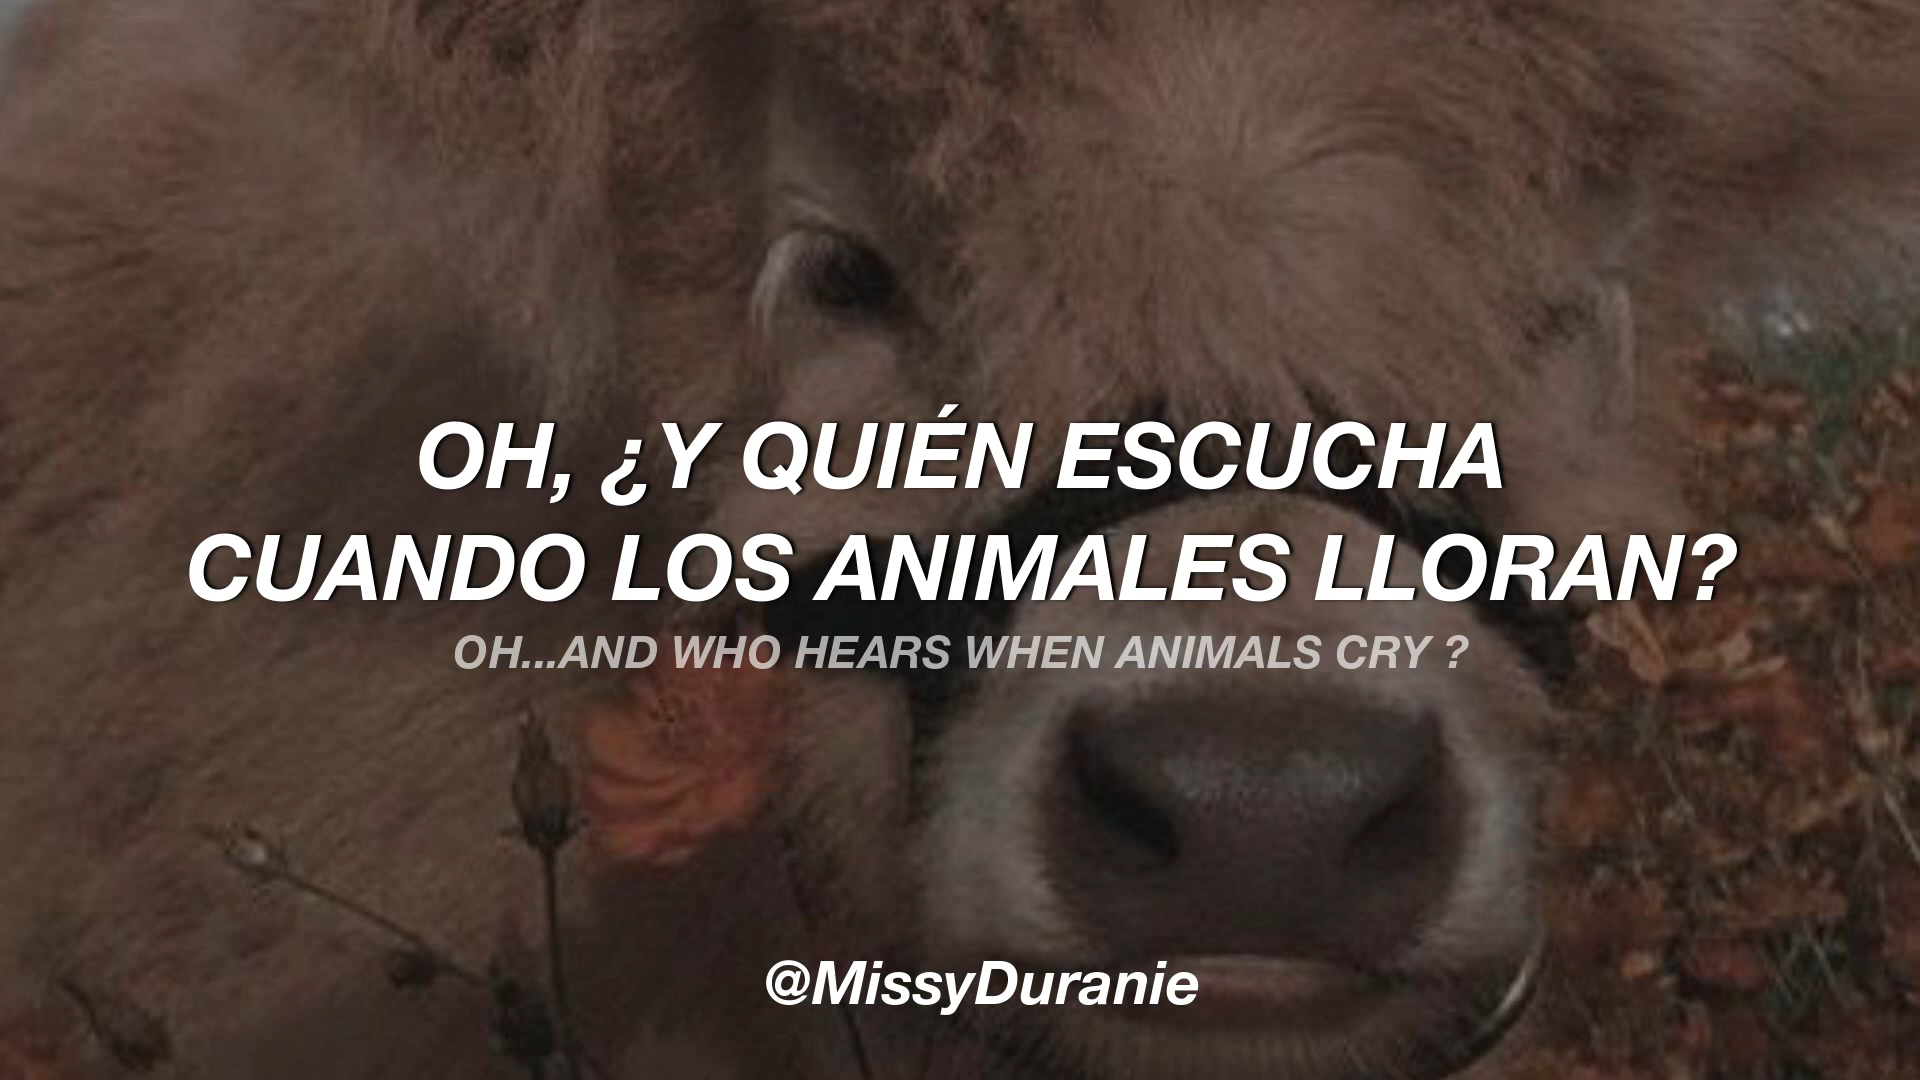 OH, ¿Y QUIÉN ESCUCHA
CUANDO LOS ANIMALES LLORAN?
OH...AND WHO HEARS WHEN ANIMALS CRY ?
@MissyDuranie